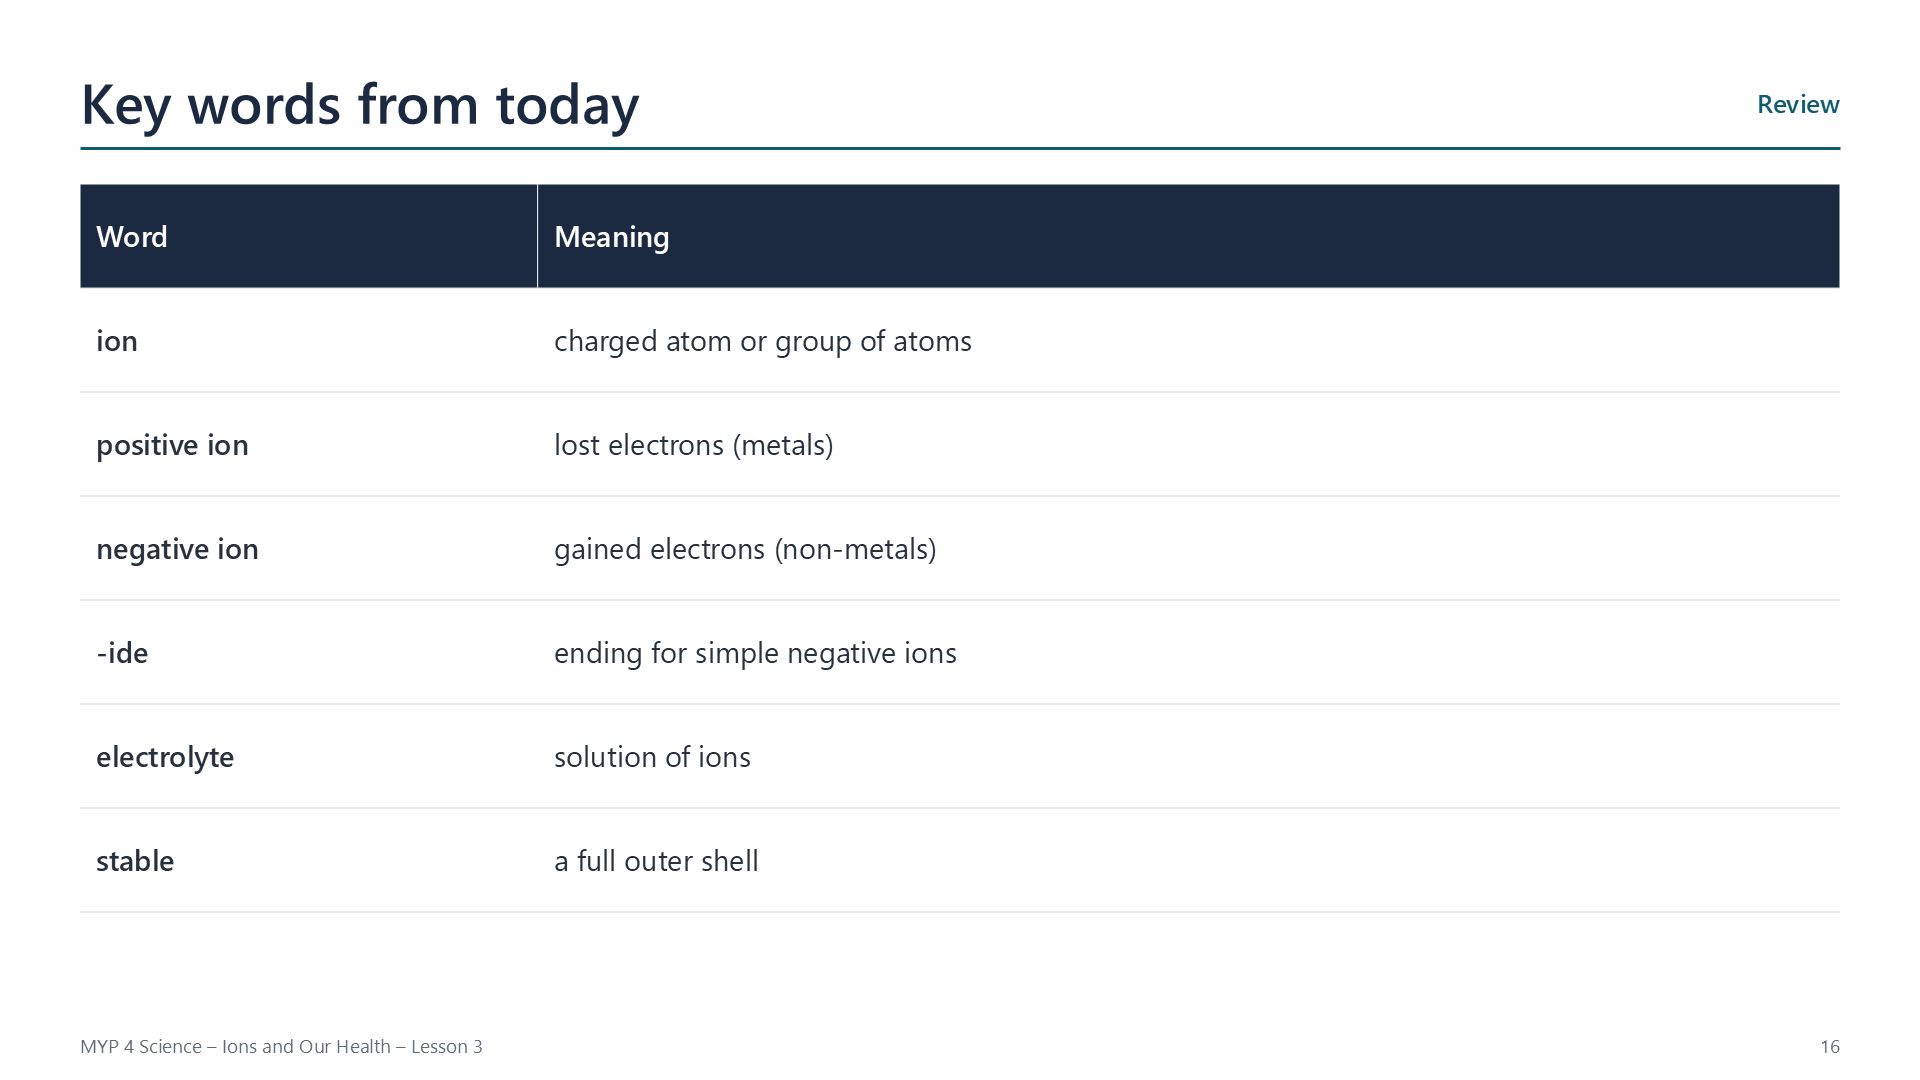 Key words from today
Review
Word
Meaning
ion
charged atom or group of atoms
positive ion
lost electrons (metals)
negative ion
gained electrons (non-metals)
-ide
ending for simple negative ions
electrolyte
solution of ions
stable
a full outer shell
MYP 4 Science – Ions and Our Health – Lesson 3
16